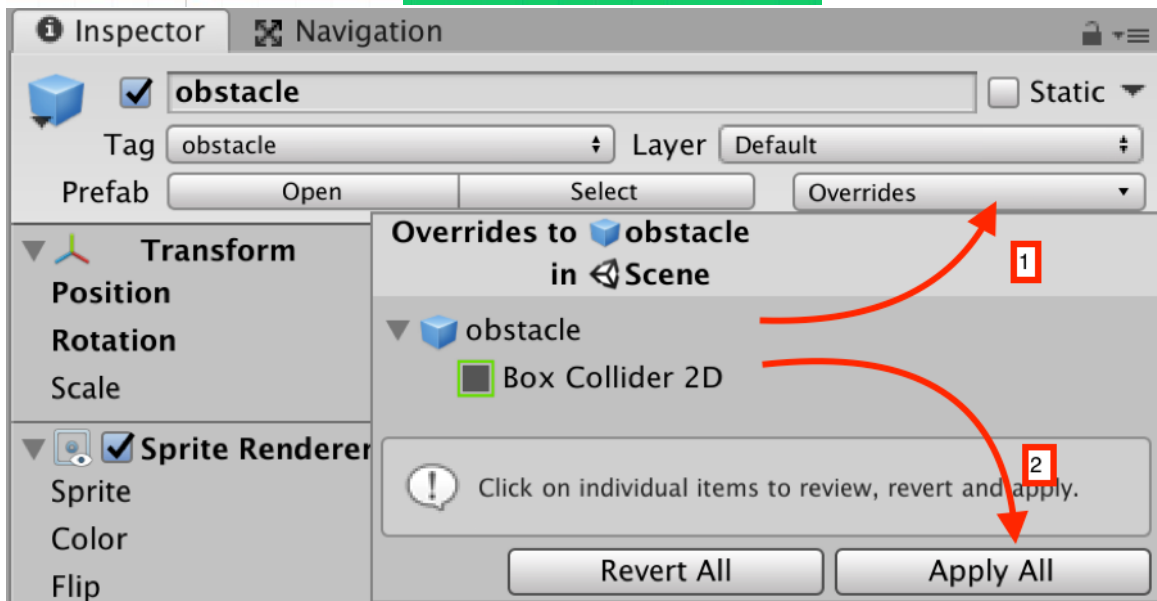 Inspector Navigation
obstacle Static
Tag obstacle Layer Default
Prefab Open Select Overrides
Transform
Position
Rotation
Scale
Sprite Renderer
Sprite
Color
Flip
Overrides to obstacle
in Scene
1
obstacle
Box Collider 2D
2
Click on individual items to review, revert and apply.
Revert All Apply All